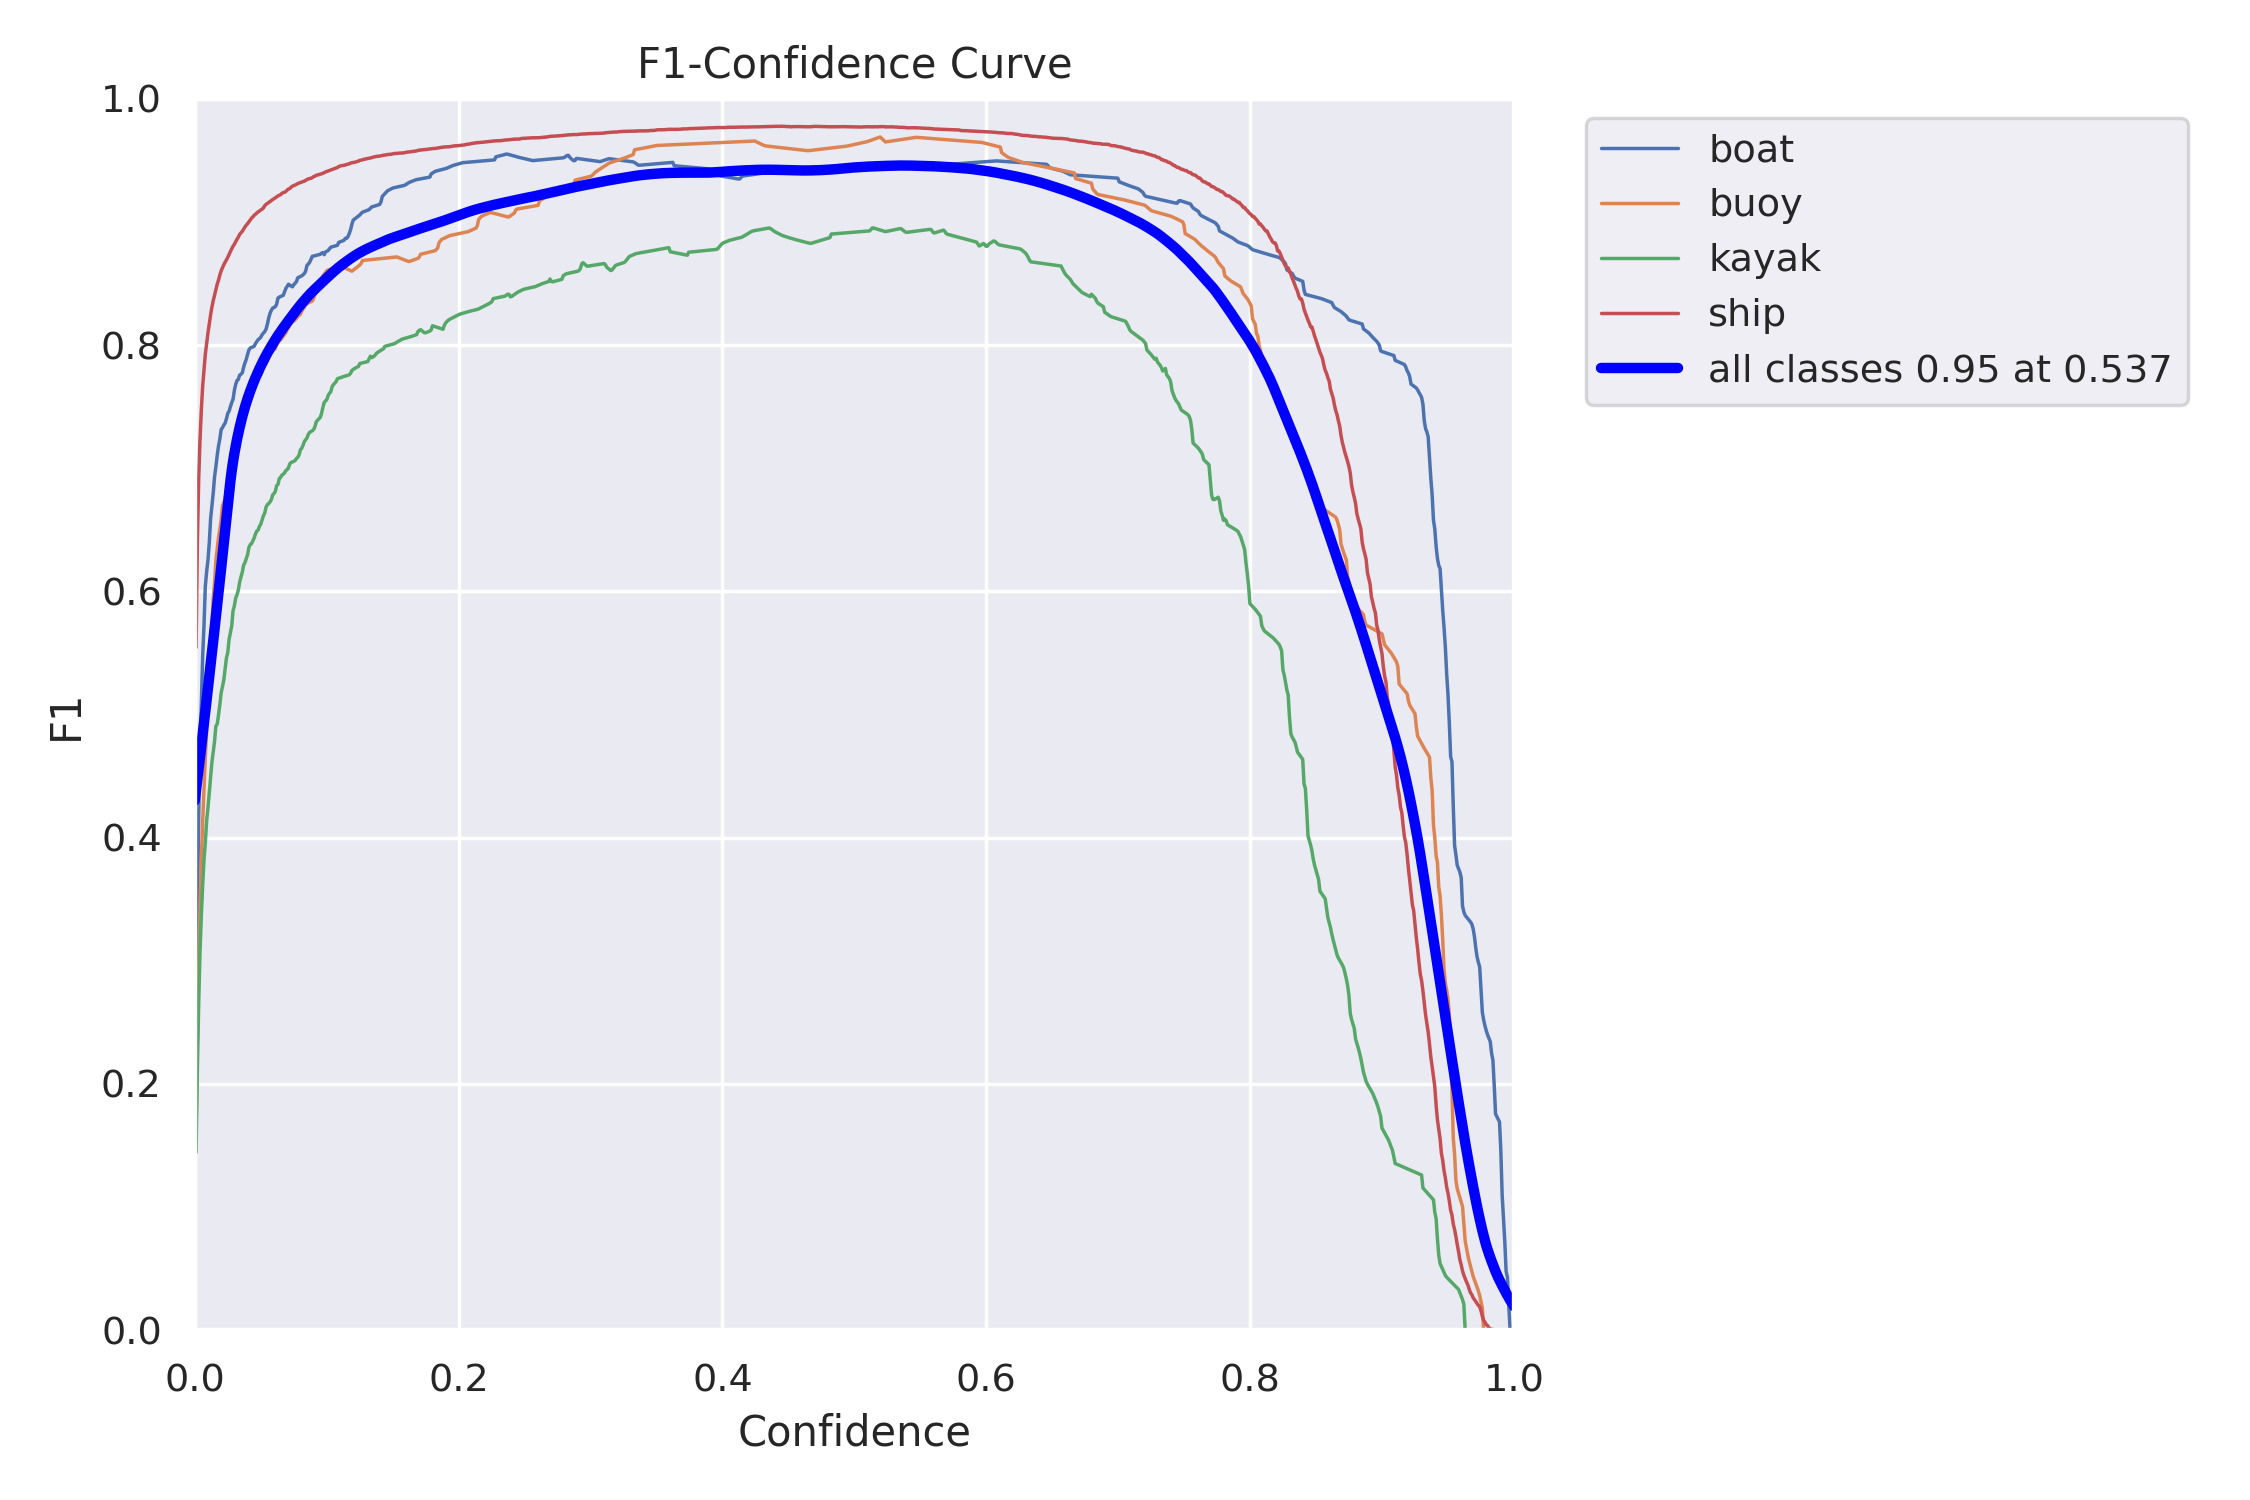 F1-Confidence Curve
1.0
0.8
0.6
0.4
0.2
0.0
F1
0.0 0.2 0.4 0.6 0.8 1.0
Confidence
boat
buoy
kayak
ship
all classes 0.95 at 0.537